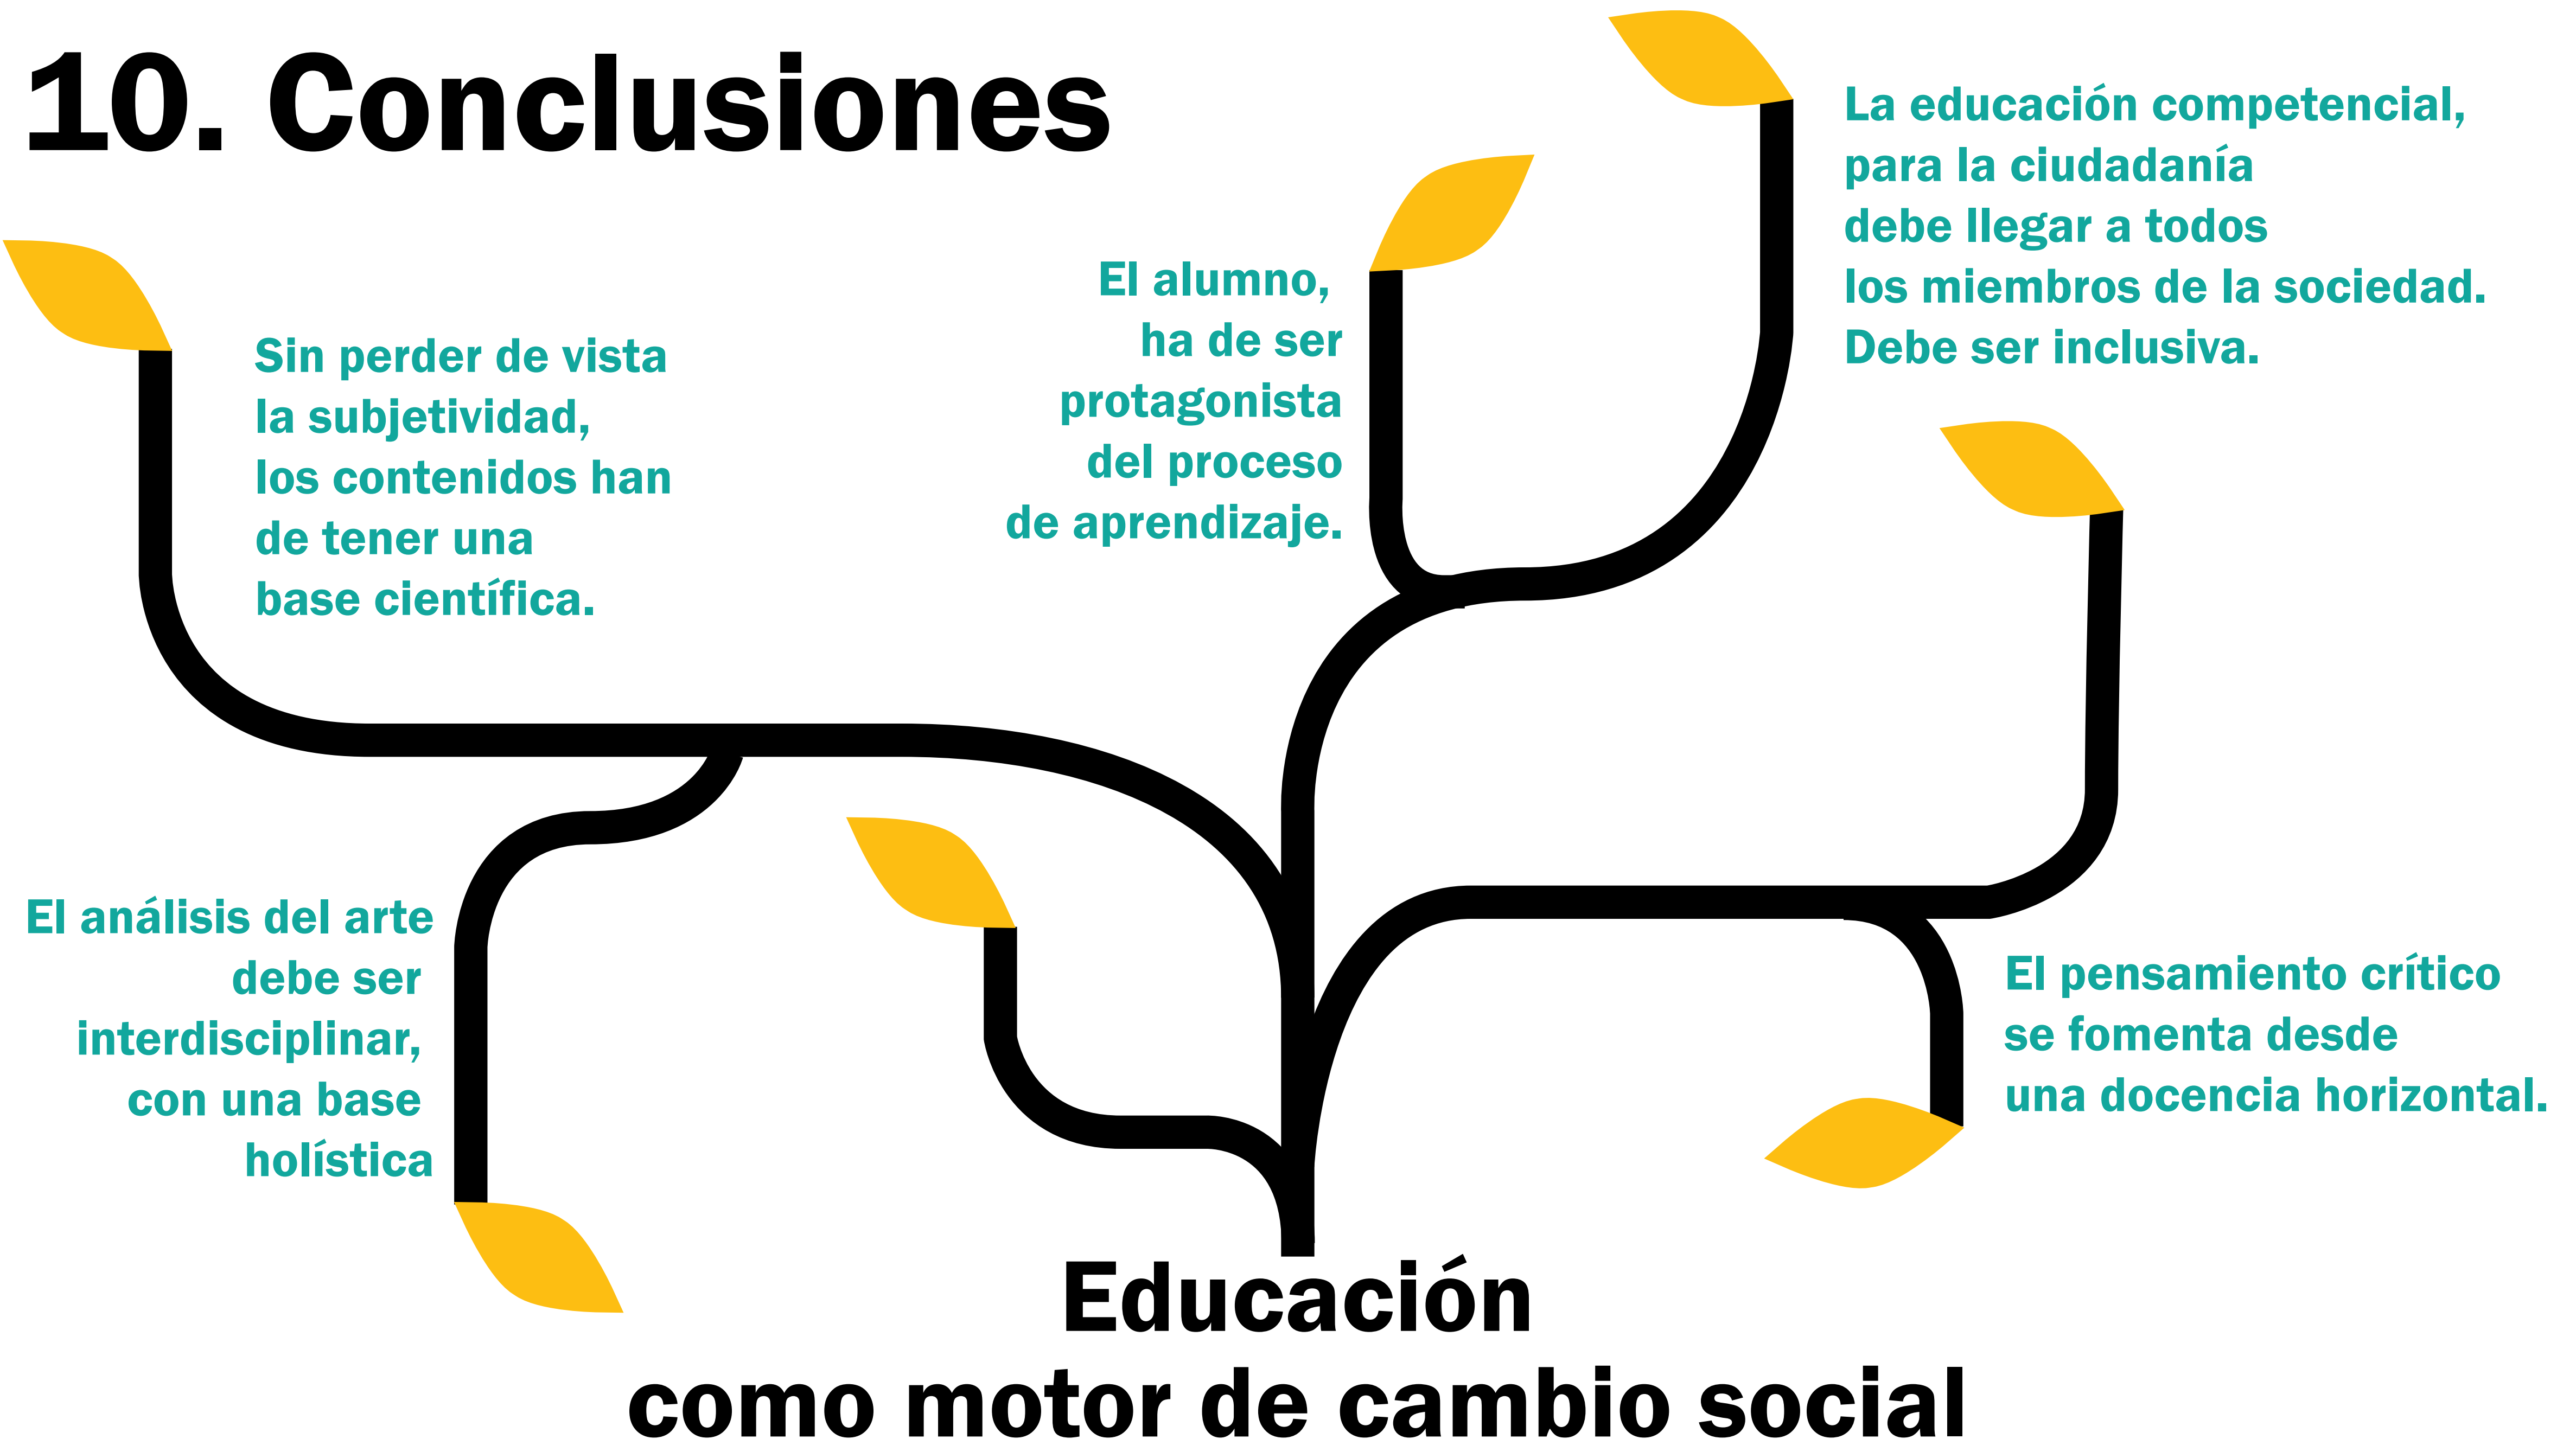 10. Conclusiones
Sin perder de vista
la subjetividad,
los contenidos han
de tener una
base científica.
El alumno,
ha de ser
protagonista
del proceso
de aprendizaje.
La educación competencial,
para la ciudadanía
debe llegar a todos
los miembros de la sociedad.
Debe ser inclusiva.
El análisis del arte
debe ser
interdisciplinar,
con una base
holística
El pensamiento crítico
se fomenta desde
una docencia horizontal.
Educación
como motor de cambio social